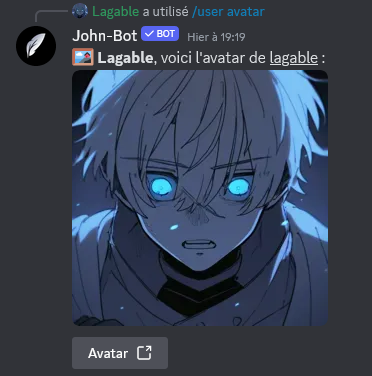 Lagable a utilisé /user avatar
John-Bot ✓ BOT Hier à 19:19
Lagable, voici l'avatar de lagable :
Avatar